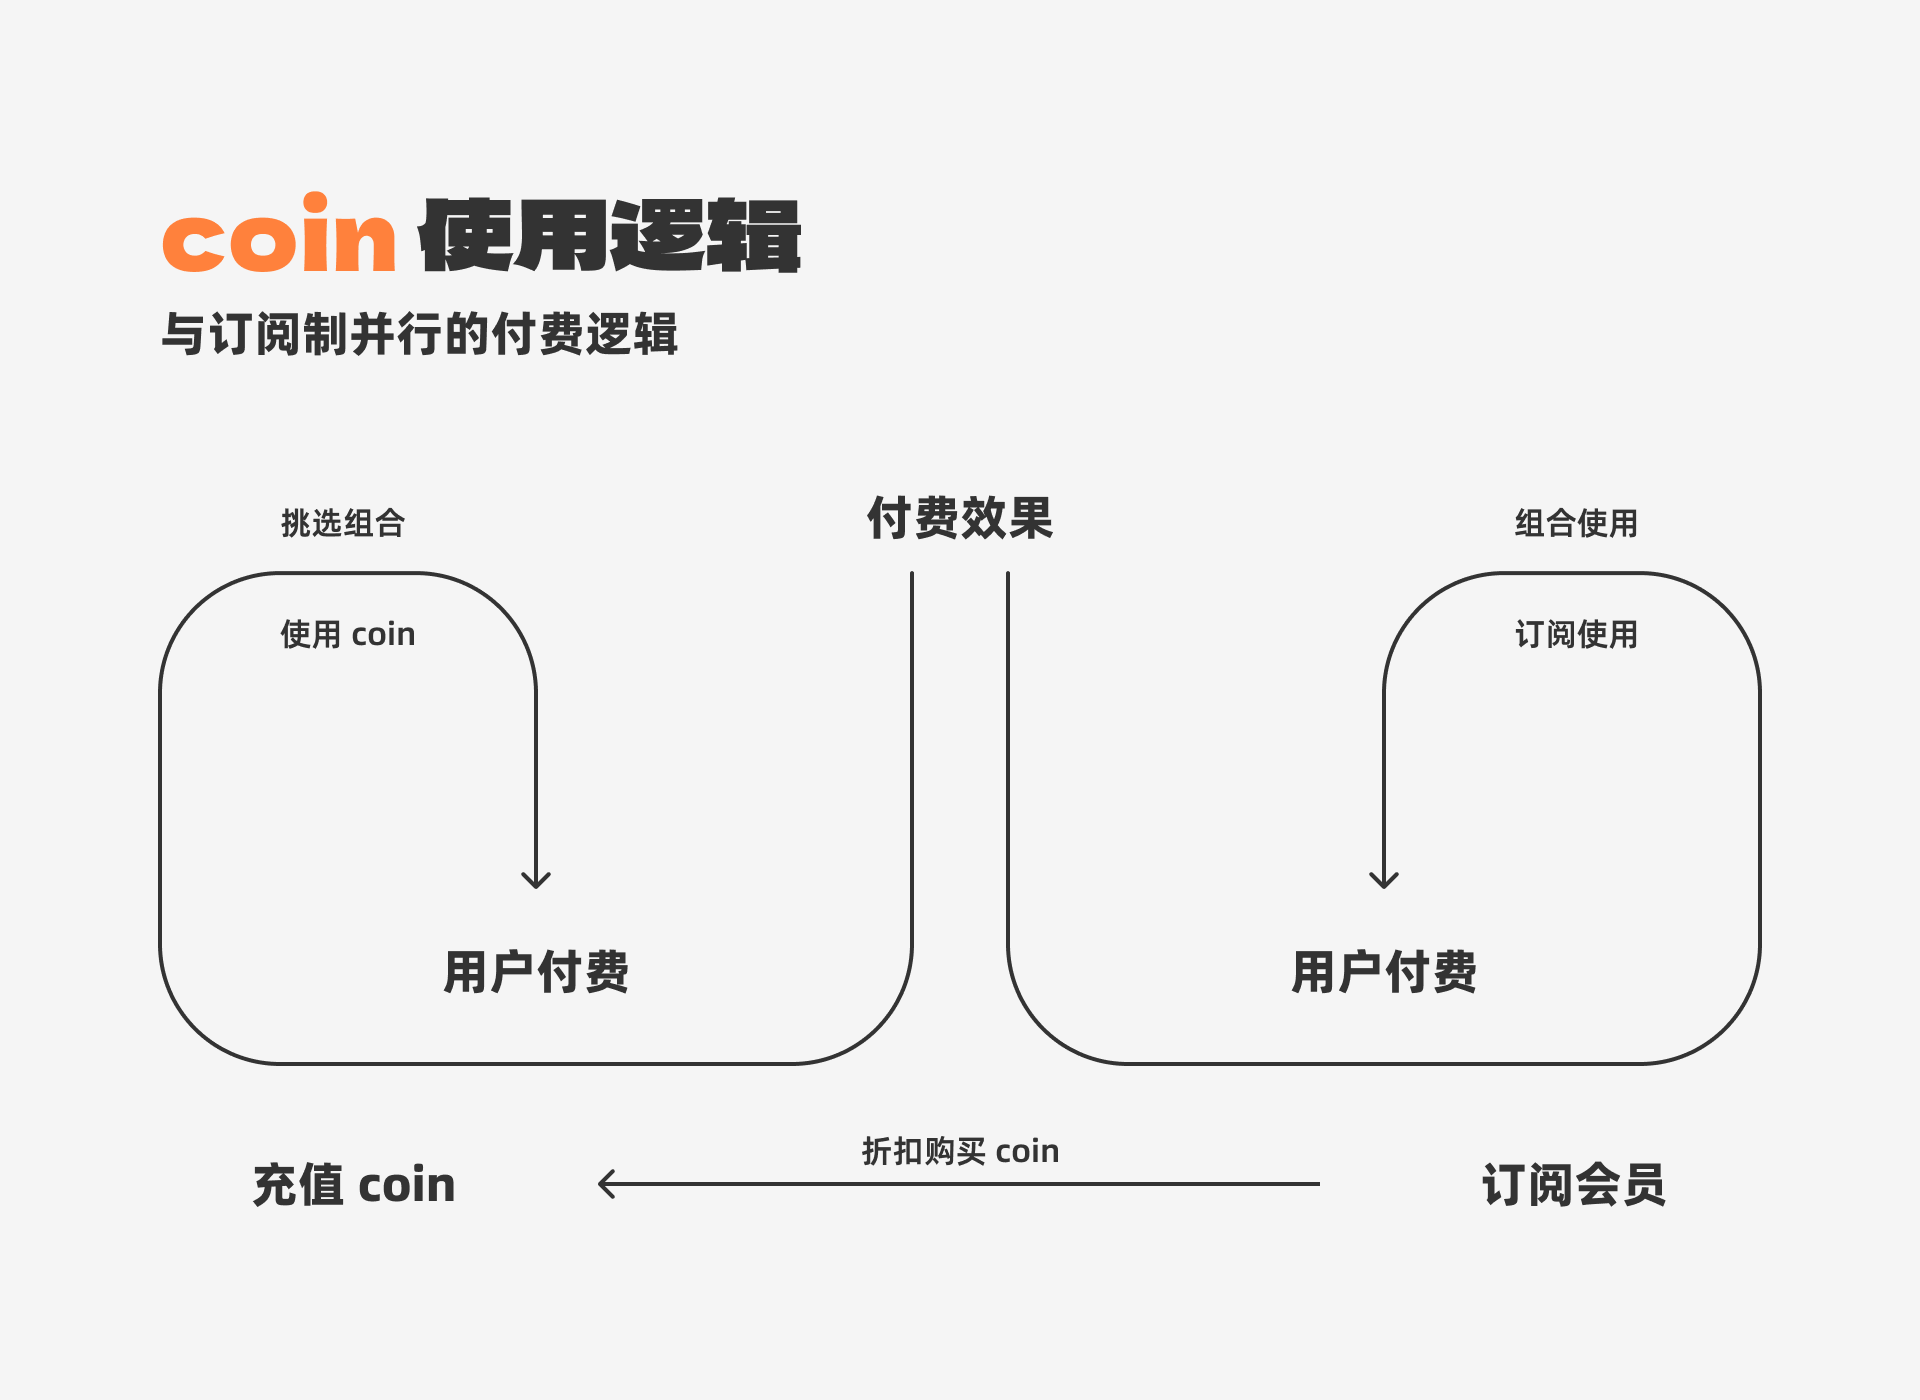 coin 使用逻辑
与订阅制并行的付费逻辑
挑选组合
付费效果
组合使用
使用 coin
订阅使用
用户付费
用户付费
折扣购买 coin
充值 coin
订阅会员